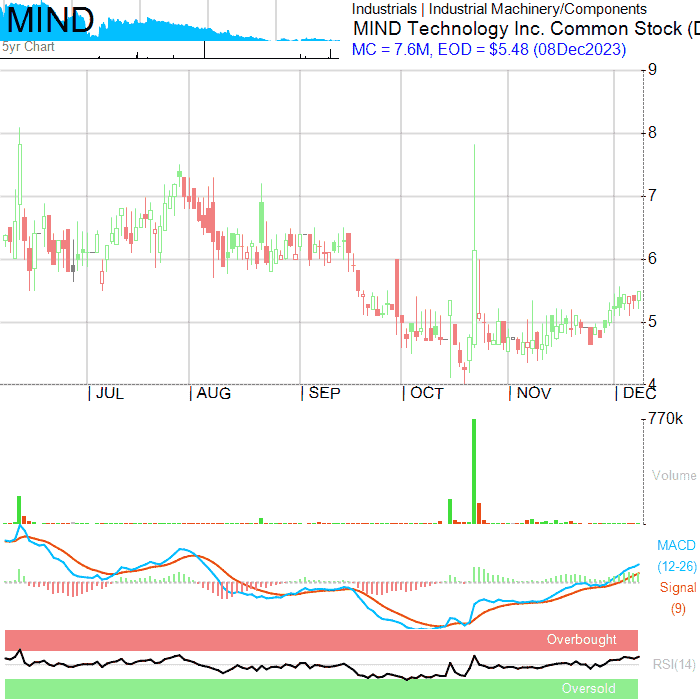 MIND
5yr Chart
Industrials | Industrial Machinery/Components
MIND Technology Inc. Common Stock (D
MC = 7.6M, EOD = $5.48 (08Dec2023)
9
8
7
6
5
4
JUL
AUG
SEP
OCT
NOV
DEC
770k
Volume
MACD
(12-26)
Signal
(9)
Overbought
RSI(14)
Oversold